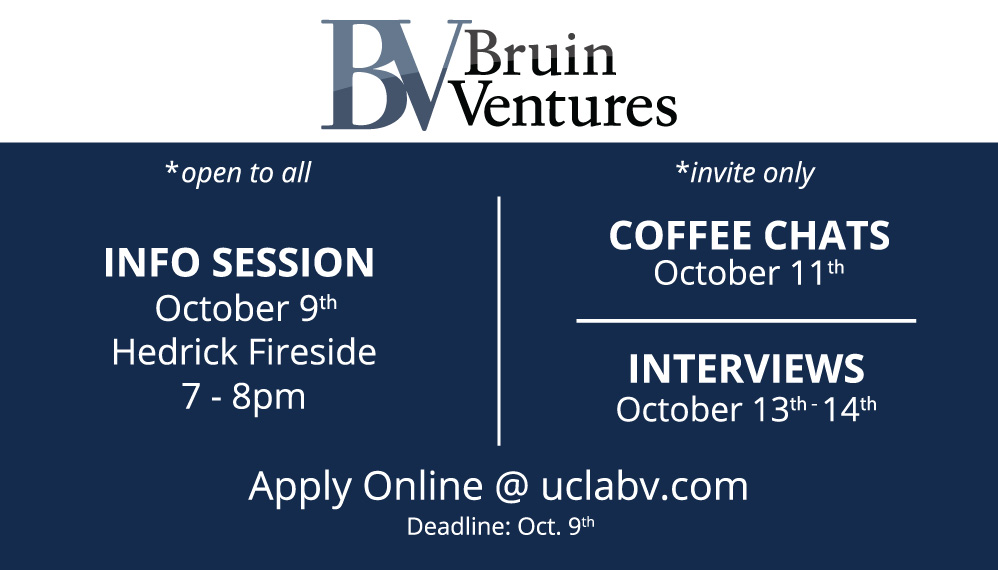 BV Bruin
Ventures
*open to all
INFO SESSION
October 9th
Hedrick Fireside
7 - 8pm
*invite only
COFFEE CHATS
October 11th
INTERVIEWS
October 13th - 14th
Apply Online @ uclabv.com
Deadline: Oct. 9th